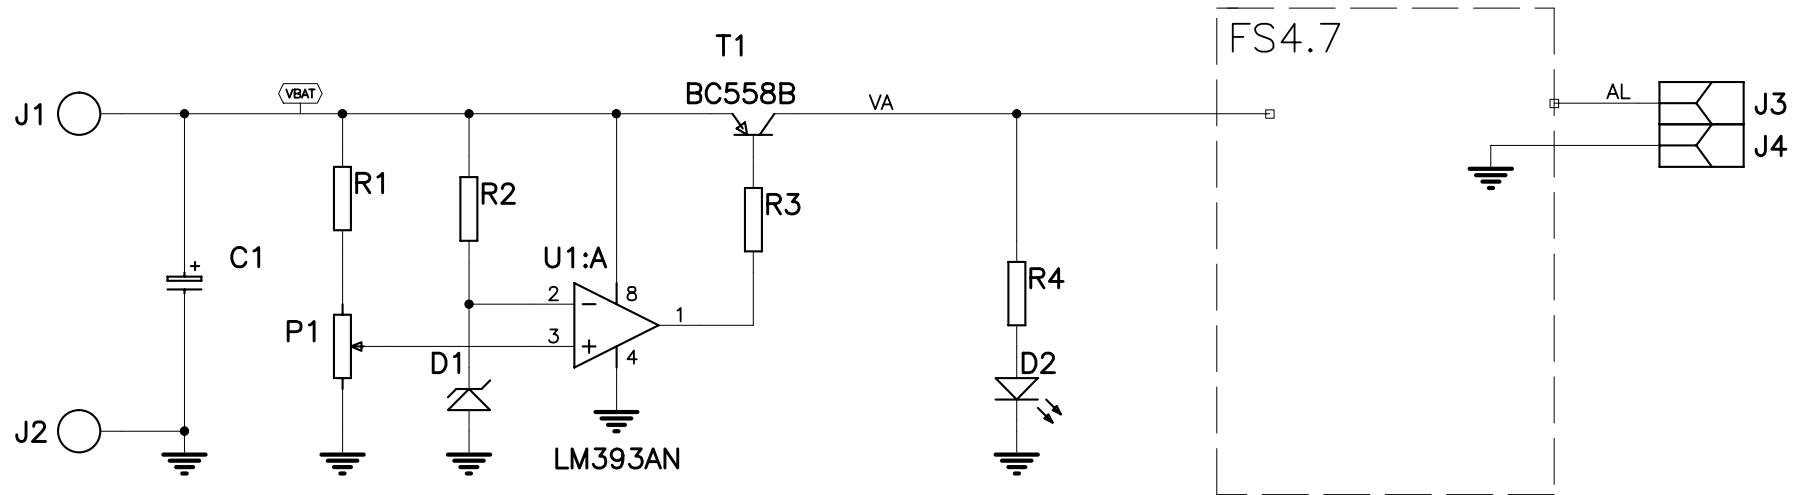 T1
BC558B
FS4.7
J1
VBAT
VA
AL
J3
J4
R1
R2
R3
C1
+
U1:A
R4
2
8
−
P1
3
+
1
4
D1
D2
J2
LM393AN